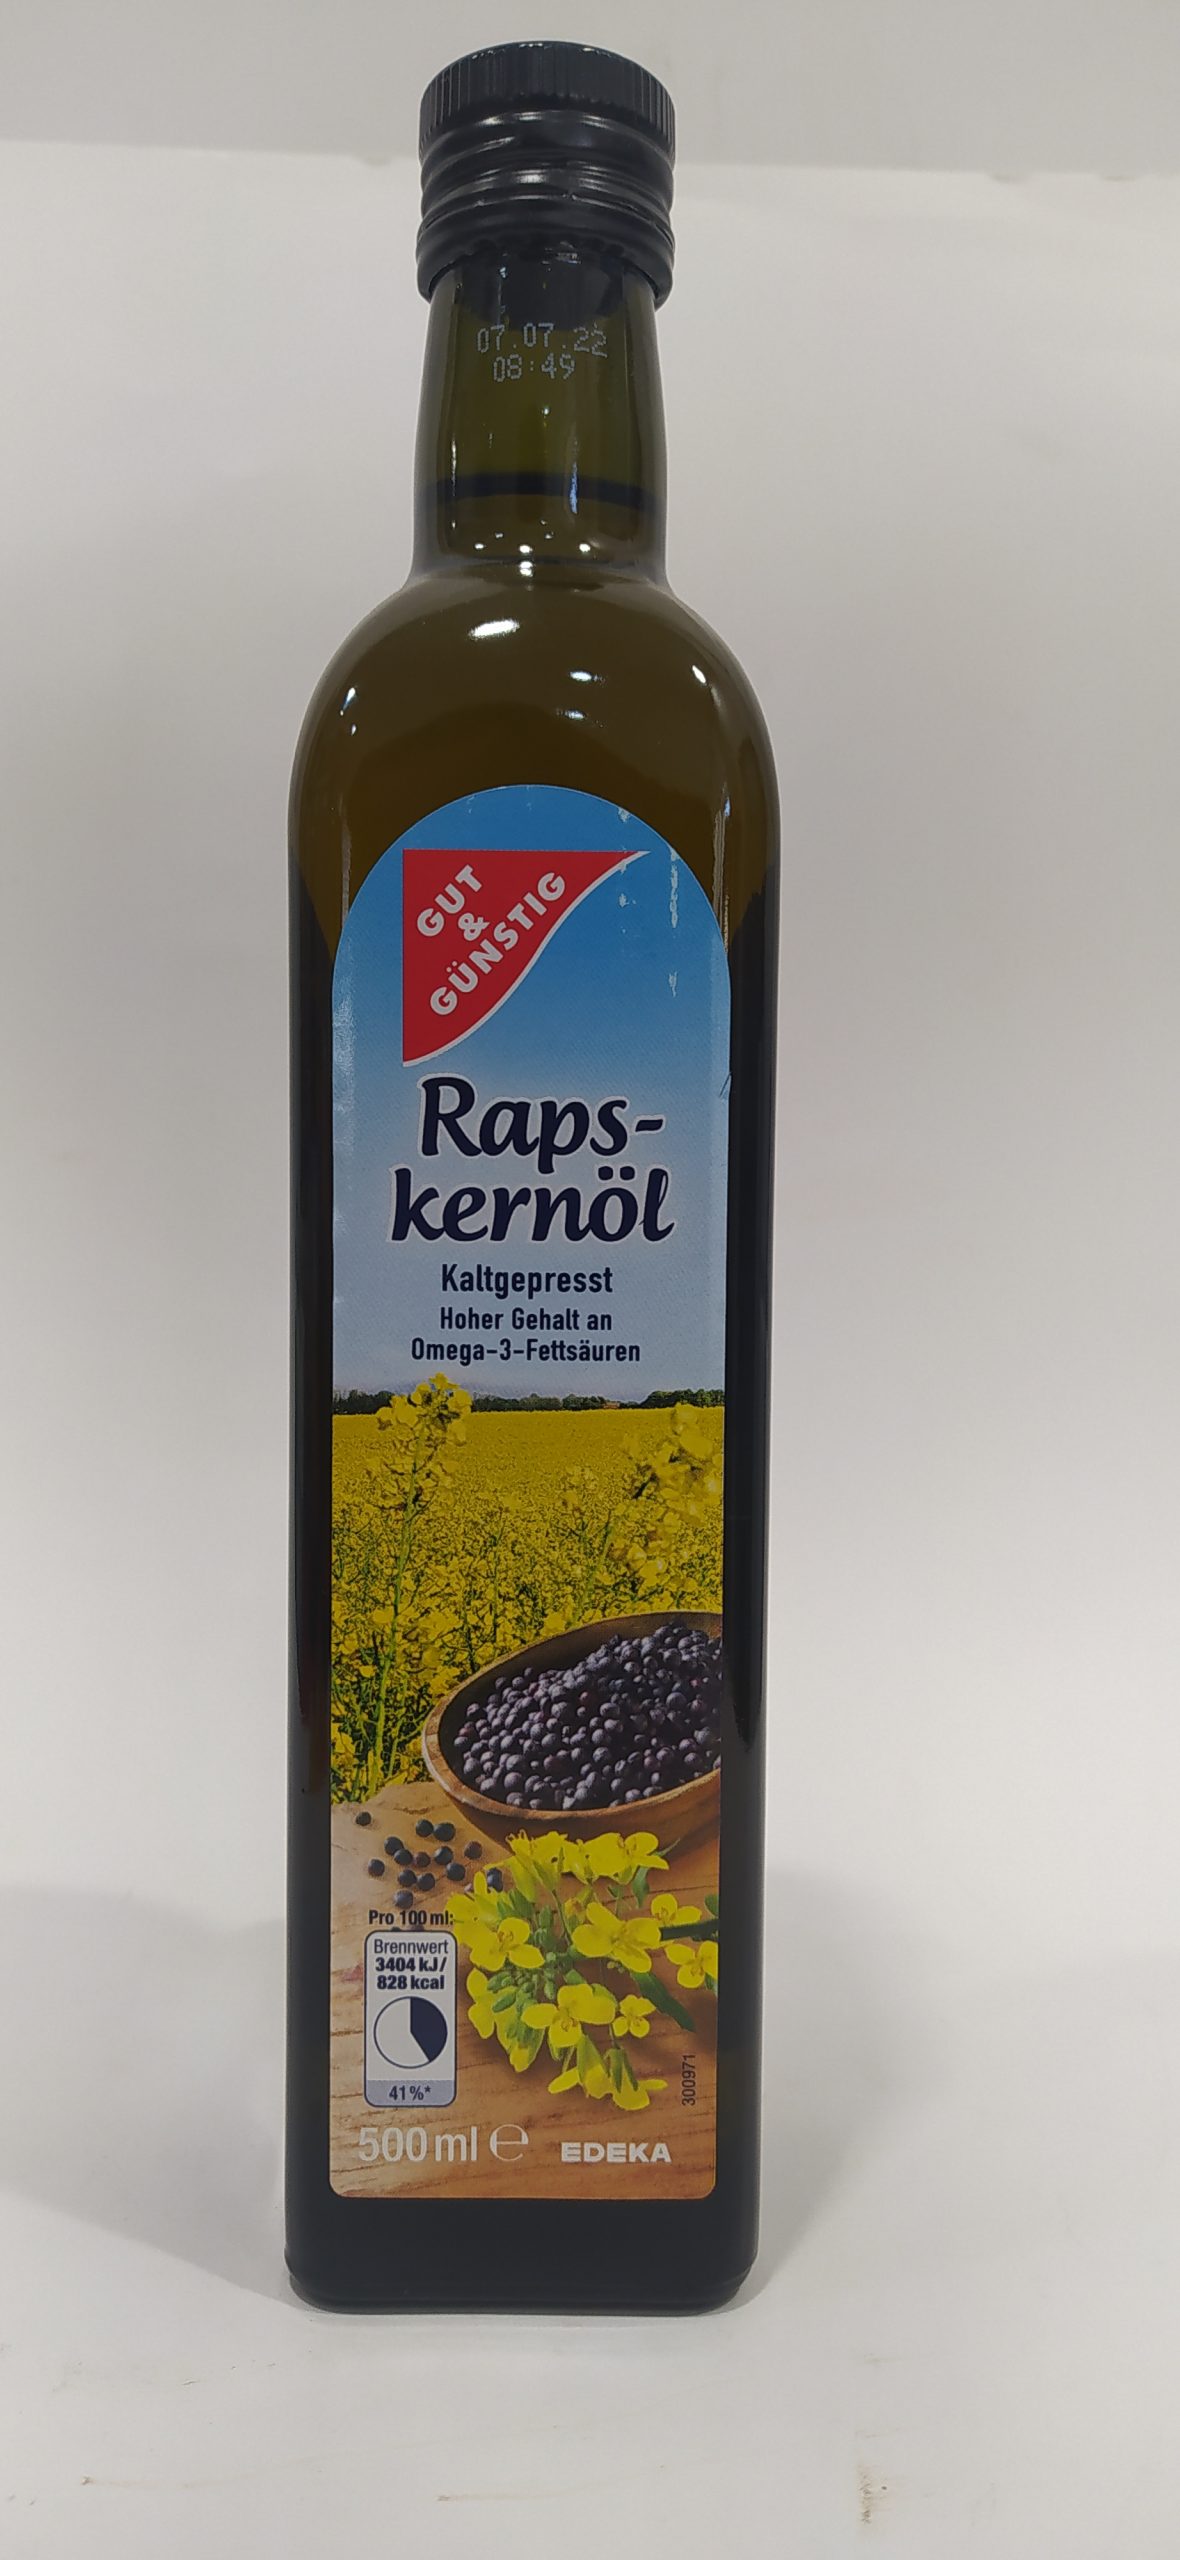 07.07.22
08:49
GUT
&
GÜNSTIG
Raps-
kernöl
Kaltgepresst
Hoher Gehalt an
Omega-3-Fettsäuren
Pro 100 ml:
Brennwert
3404 kJ/
828 kcal
41%*
300971
500 ml e
EDEKA